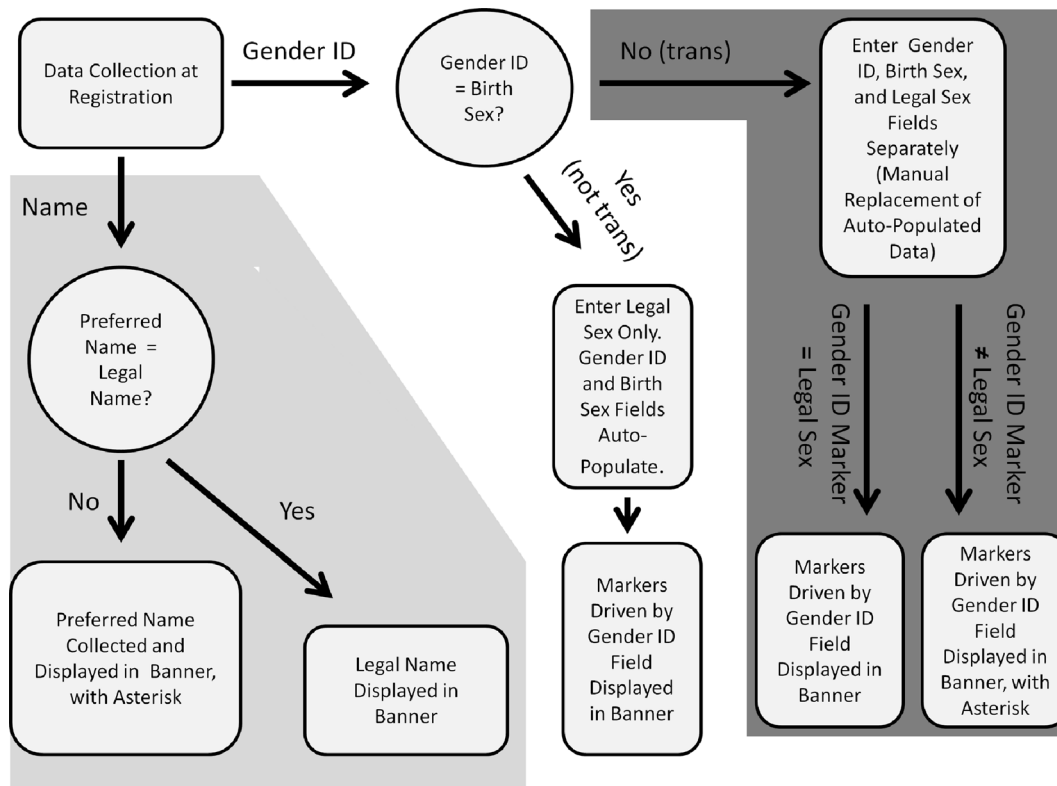 Data Collection at
Registration
Gender ID
Gender ID
= Birth
Sex?
No (trans)
Enter Gender
ID, Birth Sex,
and Legal Sex
Fields
Separately
(Manual
Replacement of
Auto-Populated
Data)
Name
Yes
(not trans)
Preferred
Name =
Legal
Name?
Enter Legal
Sex Only.
Gender ID
and Birth
Sex Fields
Auto-
Populate.
Gender ID Marker
= Legal Sex
Gender ID Marker
≠ Legal Sex
No
Yes
Preferred Name
Collected and
Displayed in Banner,
with Asterisk
Legal Name
Displayed in
Banner
Markers
Driven by
Gender ID
Field
Displayed
in Banner
Markers
Driven by
Gender ID
Field
Displayed in
Banner
Markers
Driven by
Gender ID
Field
Displayed in
Banner, with
Asterisk